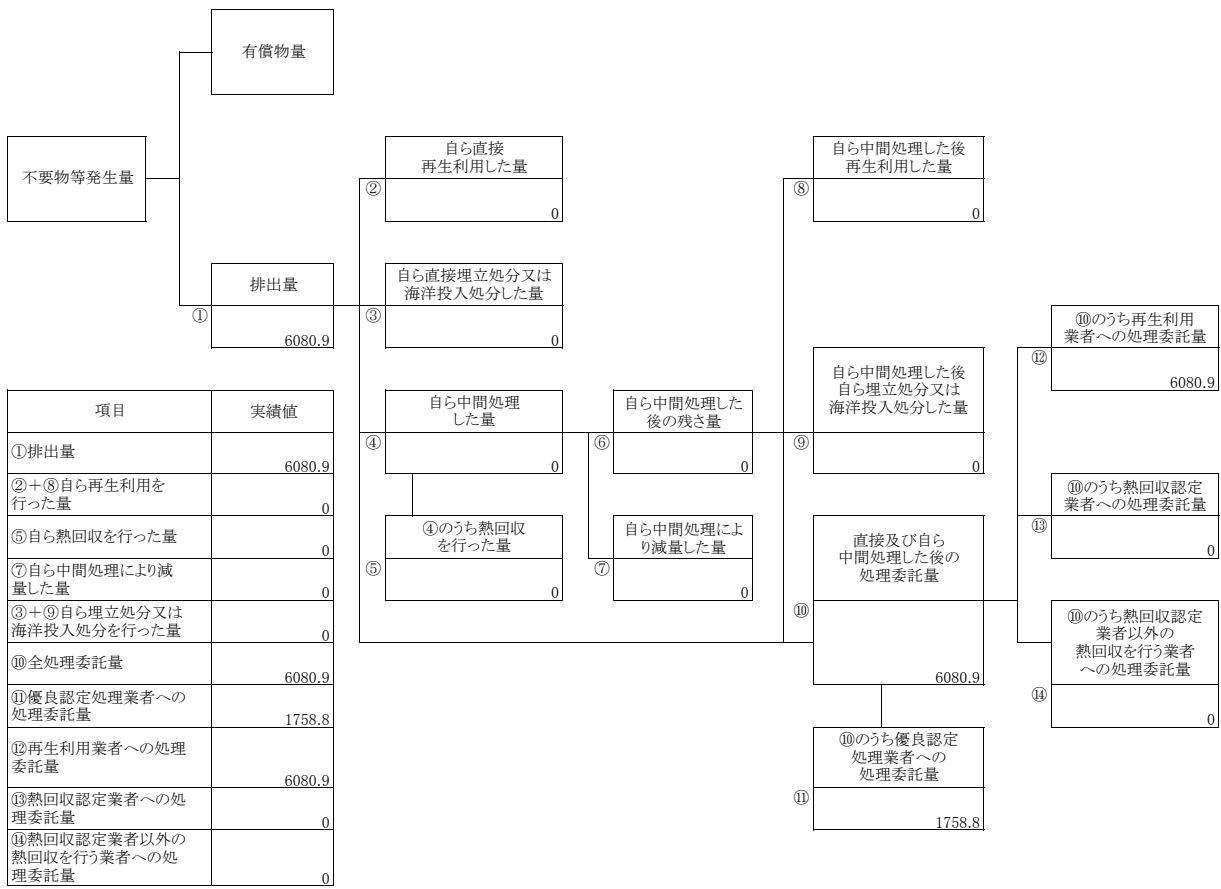 有償物量
不要物等発生量
自ら直接
再生利用した量
②
0
自ら中間処理した後
再生利用した量
⑧
0
排出量
①
6080.9
自ら直接埋立処分又は
海洋投入処分した量
③
0
⑩のうち再生利用
業者への処理委託量
⑫
6080.9
自ら中間処理
した量
④
0
自ら中間処理した
後の残さ量
⑥
0
自ら中間処理した後
自ら埋立処分又は
海洋投入処分した量
⑨
0
⑩のうち熱回収認定
業者への処理委託量
⑬
0
④のうち熱回収
を行った量
⑤
0
自ら中間処理によ
り減量した量
⑦
0
直接及び自ら
中間処理した後の
処理委託量
⑩
6080.9
⑩のうち熱回収認定
業者以外の
熱回収を行う業者
への処理委託量
⑭
0
⑩のうち優良認定
処理業者への
処理委託量
⑪
1758.8
項目 実績値
①排出量
6080.9
②+⑧自ら再生利用を
行った量
0
⑤自ら熱回収を行った量
0
⑦自ら中間処理により減
量した量
0
③+⑨自ら埋立処分又は
海洋投入処分を行った量
0
⑩全処理委託量
6080.9
⑪優良認定処理業者への
処理委託量
1758.8
⑫再生利用業者への処理
委託量
6080.9
⑬熱回収認定業者への処
理委託量
0
⑭熱回収認定業者以外の
熱回収を行う業者への処
理委託量
0